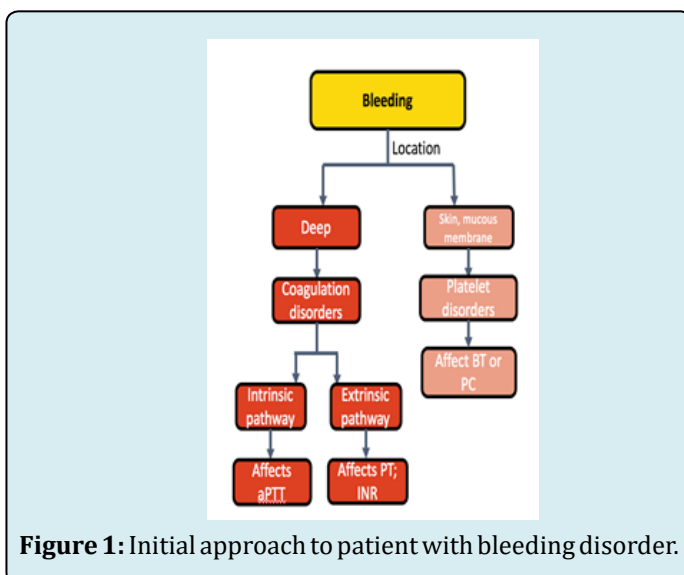 Bleeding
Location
Deep
Skin, mucous
membrane
Coagulation
disorders
Platelet
disorders
Affect BT or
PC
Intrinsic
pathway
Extrinsic
pathway
Affects
aPTT
Affects PT;
INR
Figure 1: Initial approach to patient with bleeding disorder.